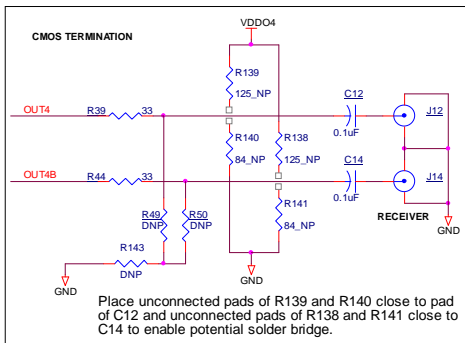 CMOS TERMINATION
VDDO4
R139
125_NP
OUT4
R39
33
C12
0.1uF
J12
R140
84_NP
R138
125_NP
OUT4B
R44
33
C14
0.1uF
J14
R49
DNP
R50
DNP
R141
84_NP
RECEIVER
R143
DNP
GND
GND
GND
Place unconnected pads of R139 and R140 close to pad
of C12 and unconnected pads of R138 and R141 close to
C14 to enable potential solder bridge.